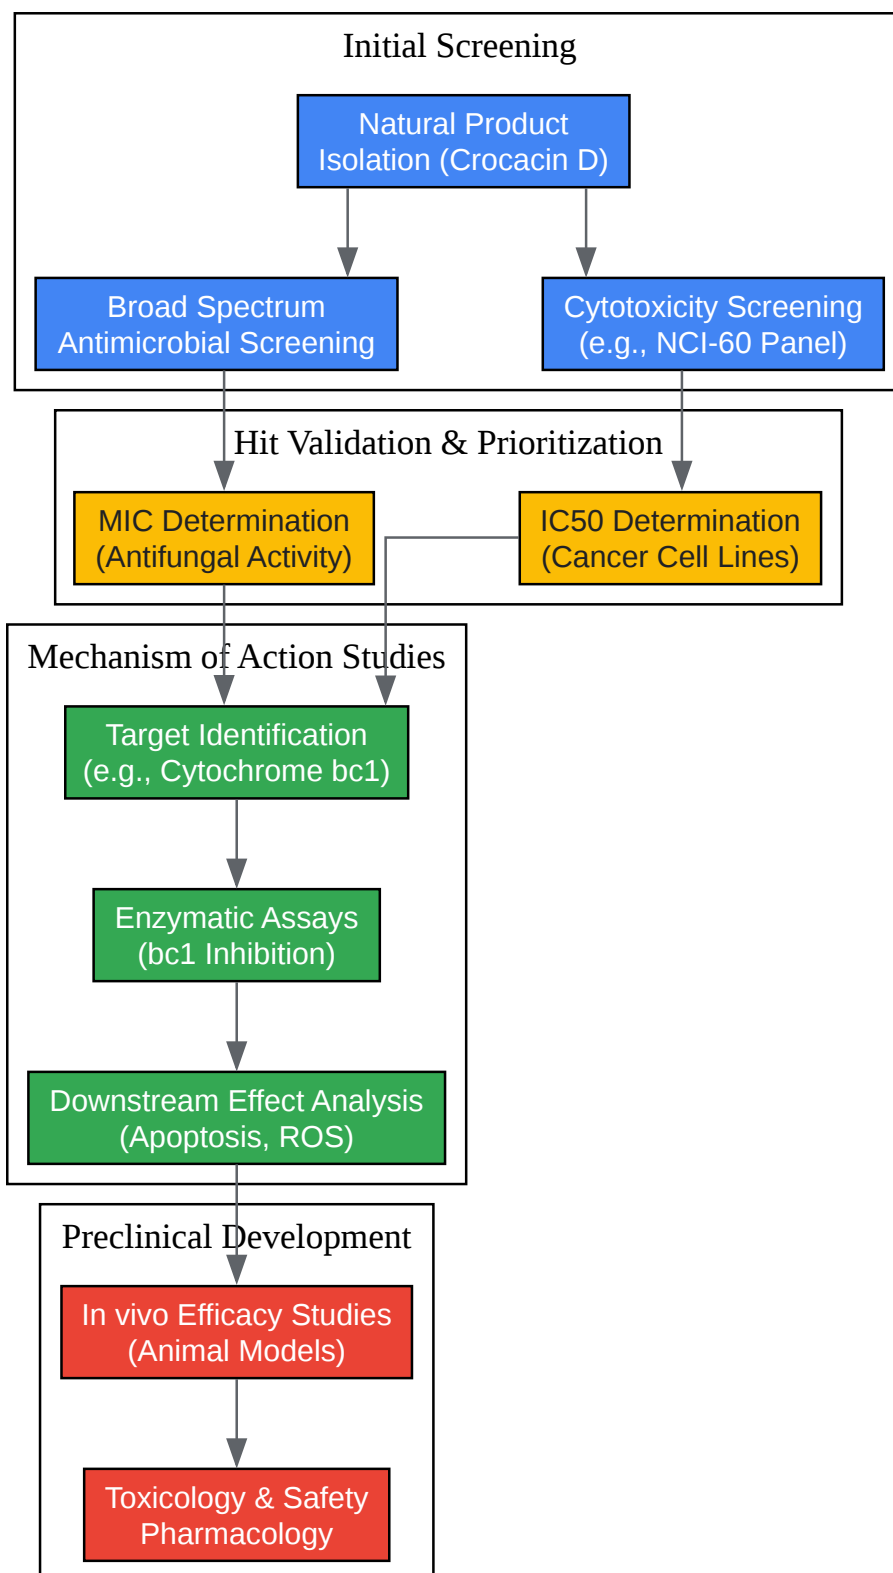 Initial Screening
Natural Product
Isolation (Crocacin D)
Broad Spectrum
Antimicrobial Screening
Cytotoxicity Screening
(e.g., NCI-60 Panel)
Hit Validation & Prioritization
MIC Determination
(Antifungal Activity)
IC50 Determination
(Cancer Cell Lines)
Mechanism of Action Studies
Target Identification
(e.g., Cytochrome bc1)
Enzymatic Assays
(bc1 Inhibition)
Downstream Effect Analysis
(Apoptosis, ROS)
Preclinical Development
In vivo Efficacy Studies
(Animal Models)
Toxicology & Safety
Pharmacology